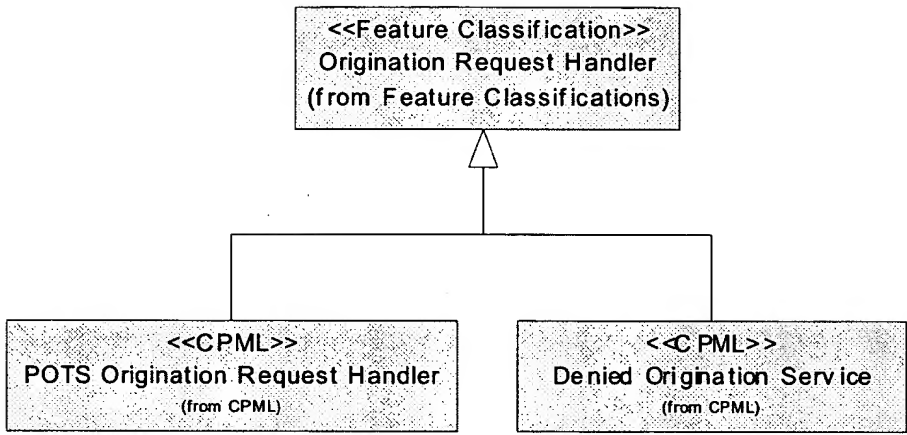 <<Feature Classification>>
Origination Request Handler
(from Feature Classifications)
<<CPML>>
POTS Origination Request Handler
(from CPML)
<<CPML>>
Denied Origination Service
(from CPML)